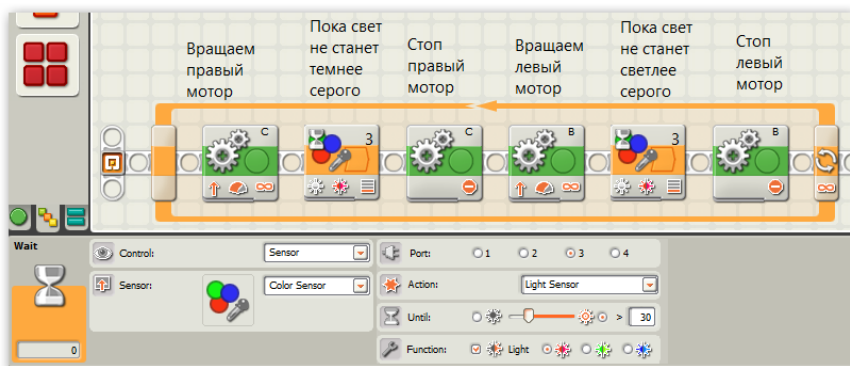 Вращаем
правый
мотор
Пока свет
не станет
темнее
серого
Стоп
правый
мотор
Вращаем
левый
мотор
Пока свет
не станет
светлее
серого
Стоп
левый
мотор
C
3
C
B
3
B
Wait
0
Control:
Sensor
Sensor:
Color Sensor
Port:
1
2
3
4
Action:
Light Sensor
Until:
> 30
Function:
Light